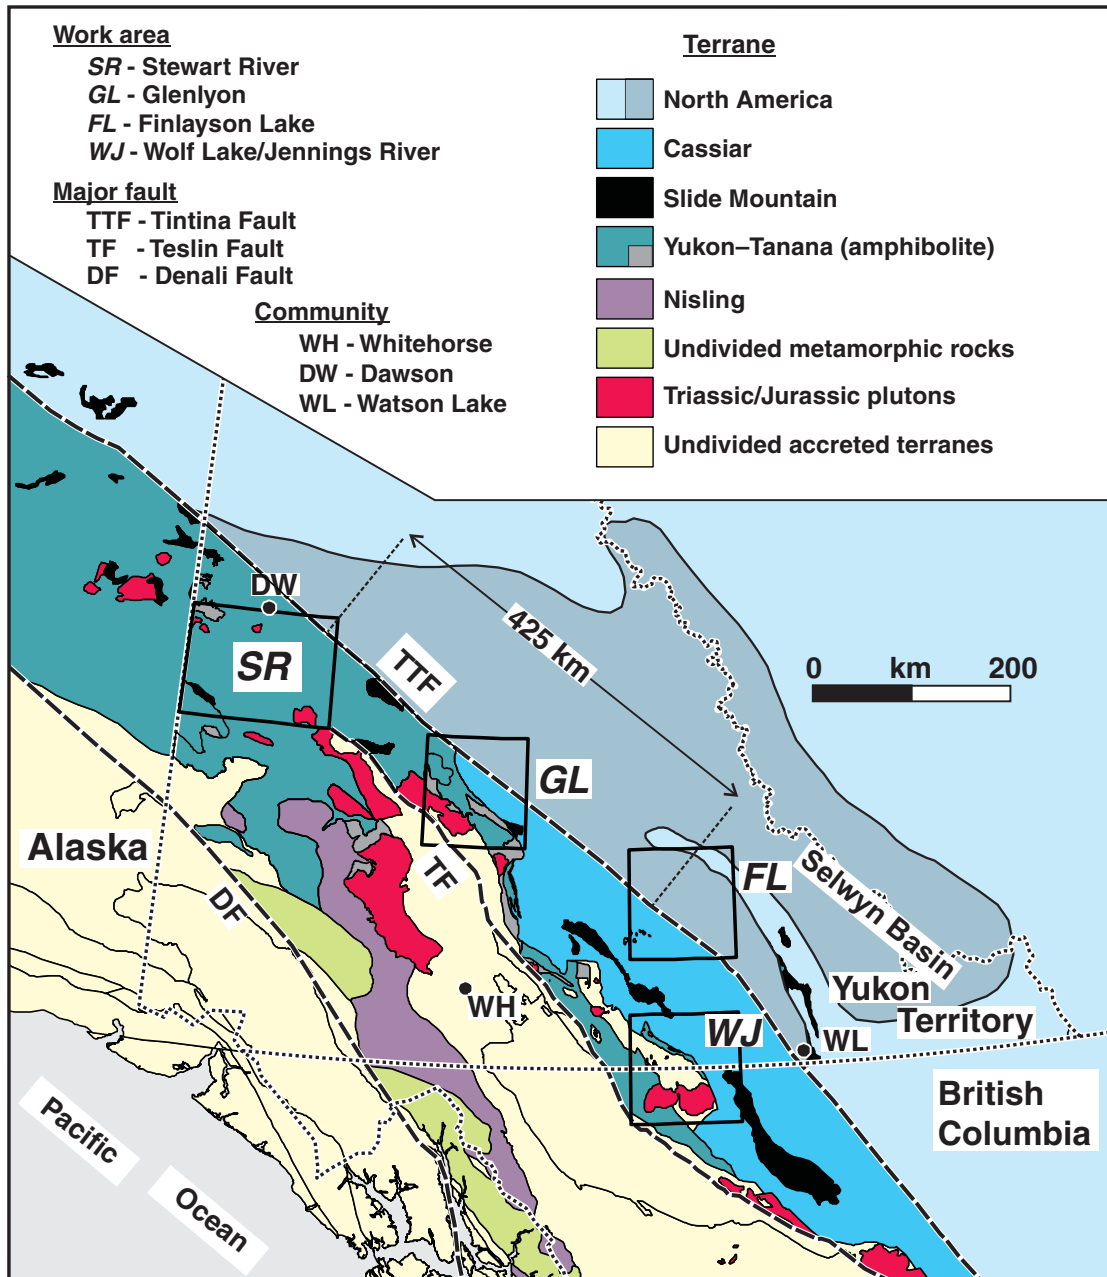 Work area
SR - Stewart River
GL - Glenlyon
FL - Finlayson Lake
WJ - Wolf Lake/Jennings River
Major fault
TTF - Tintina Fault
TF - Teslin Fault
DF - Denali Fault
Community
WH - Whitehorse
DW - Dawson
WL - Watson Lake
Terrane
North America
Cassiar
Slide Mountain
Yukon–Tanana (amphibolite)
Nisling
Undivided metamorphic rocks
Triassic/Jurassic plutons
Undivided accreted terranes
DW
SR
TTF
425 km
0 km 200
GL
Alaska
TF
DF
FL
Selwyn Basin
WH
Yukon
Territory
WJ
WL
British
Columbia
Pacific
Ocean